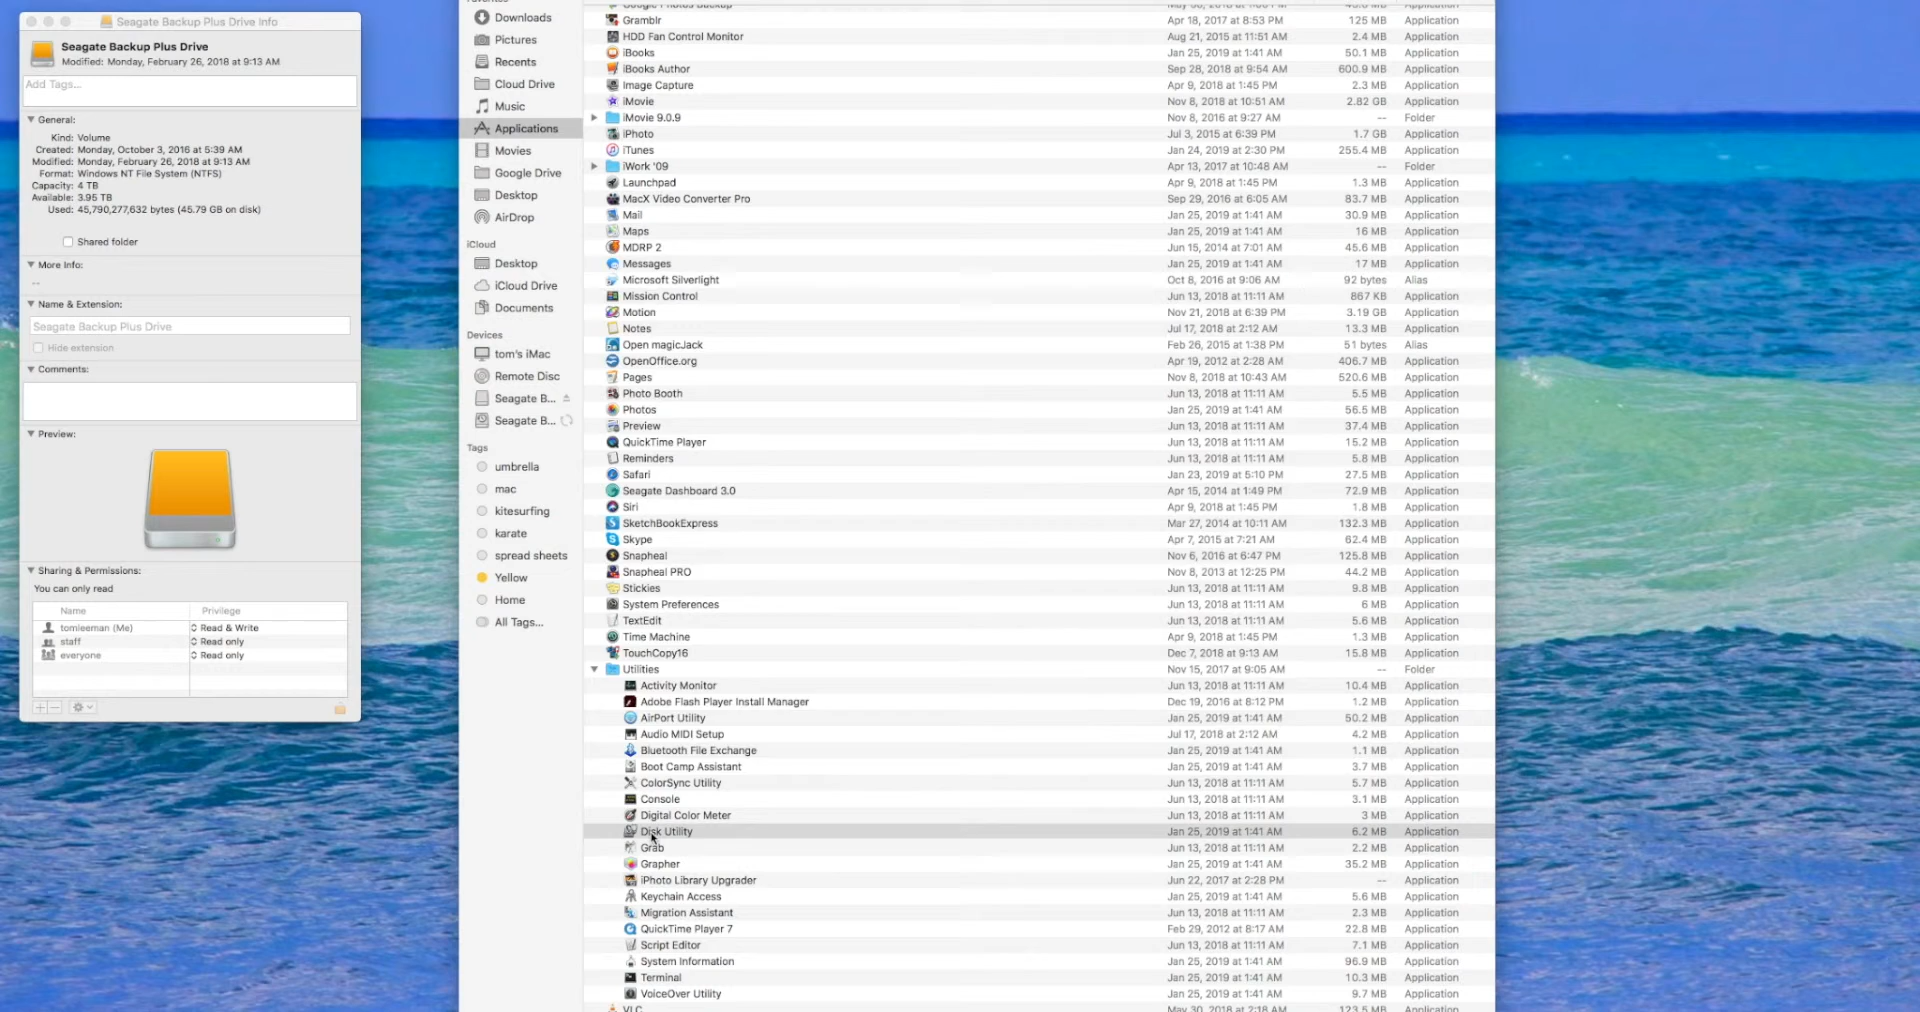 Seagate Backup Plus Drive Info
Seagate Backup Plus Drive
Modified: Monday, February 26, 2018 at 9:13 AM
Add Tags...
General:
Kind: Volume
Created: Monday, October 3, 2016 at 5:39 AM
Modified: Monday, February 26, 2018 at 9:13 AM
Format: Windows NT File System (NTFS)
Capacity: 4 TB
Available: 3.95 TB
Used: 45,790,277,632 bytes (45.79 GB on disk)
Shared folder
More Info:
--
Name & Extension:
Seagate Backup Plus Drive
Hide extension
Comments:
Preview:
Sharing & Permissions:
You can only read
Name Privilege
tomleeman (Me) Read & Write
staff Read only
everyone Read only
Favorites
Downloads
Pictures
Recents
Cloud Drive
Music
Applications
Movies
Google Drive
Desktop
AirDrop
iCloud
Desktop
iCloud Drive
Documents
Devices
tom's iMac
Remote Disc
Seagate B...
Seagate B...
Tags
umbrella
mac
kitesurfing
karate
spread sheets
Yellow
Home
All Tags...
Google Photos Backup Application
Gramblr Apr 18, 2017 at 8:53 PM 125 MB Application
HDD Fan Control Monitor Aug 21, 2015 at 11:51 AM 2.4 MB Application
iBooks Jan 25, 2019 at 1:41 AM 50.1 MB Application
iBooks Author Sep 28, 2018 at 9:54 AM 600.9 MB Application
Image Capture Apr 9, 2018 at 1:45 PM 2.3 MB Application
iMovie Nov 8, 2018 at 10:51 AM 2.82 GB Application
iMovie 9.0.9 Nov 8, 2016 at 9:27 AM -- Folder
iPhoto Jul 3, 2015 at 6:39 PM 1.7 GB Application
iTunes Jan 24, 2019 at 2:30 PM 255.4 MB Application
iWork '09 Apr 13, 2017 at 10:48 AM -- Folder
Launchpad Apr 9, 2018 at 1:45 PM 1.3 MB Application
MacX Video Converter Pro Sep 29, 2016 at 6:05 AM 83.7 MB Application
Mail Jan 25, 2019 at 1:41 AM 30.9 MB Application
Maps Jan 25, 2019 at 1:41 AM 16 MB Application
MDRP 2 Jun 15, 2014 at 7:01 AM 45.6 MB Application
Messages Jan 25, 2019 at 1:41 AM 17 MB Application
Microsoft Silverlight Oct 8, 2016 at 9:06 AM 92 bytes Alias
Mission Control Jun 13, 2018 at 11:11 AM 867 KB Application
Motion Nov 21, 2018 at 6:39 PM 3.19 GB Application
Notes Jul 17, 2018 at 2:12 AM 13.3 MB Application
Open magicJack Feb 26, 2015 at 1:38 PM 51 bytes Alias
OpenOffice.org Apr 19, 2012 at 2:28 AM 406.7 MB Application
Pages Nov 8, 2018 at 10:43 AM 520.6 MB Application
Photo Booth Jun 13, 2018 at 11:11 AM 5.5 MB Application
Photos Jan 25, 2019 at 1:41 AM 56.5 MB Application
Preview Jun 13, 2018 at 11:11 AM 37.4 MB Application
QuickTime Player Jun 13, 2018 at 11:11 AM 15.2 MB Application
Reminders Jun 13, 2018 at 11:11 AM 5.8 MB Application
Safari Jan 23, 2019 at 5:10 PM 27.5 MB Application
Seagate Dashboard 3.0 Apr 15, 2014 at 1:49 PM 72.9 MB Application
Siri Apr 9, 2018 at 1:45 PM 1.8 MB Application
SketchBookExpress Mar 27, 2014 at 10:11 AM 132.3 MB Application
Skype Apr 7, 2015 at 7:21 AM 62.4 MB Application
Snapheal Nov 6, 2016 at 6:47 PM 125.8 MB Application
Snapheal PRO Nov 8, 2013 at 12:25 PM 44.2 MB Application
Stickies Jun 13, 2018 at 11:11 AM 9.8 MB Application
System Preferences Jun 13, 2018 at 11:11 AM 6 MB Application
TextEdit Jun 13, 2018 at 11:11 AM 5.6 MB Application
Time Machine Apr 9, 2018 at 1:45 PM 1.3 MB Application
TouchCopy16 Dec 7, 2018 at 9:13 AM 15.8 MB Application
Utilities Nov 15, 2017 at 9:05 AM -- Folder
Activity Monitor Jun 13, 2018 at 11:11 AM 10.4 MB Application
Adobe Flash Player Install Manager Dec 19, 2016 at 8:12 PM 1.2 MB Application
AirPort Utility Jan 25, 2019 at 1:41 AM 50.2 MB Application
Audio MIDI Setup Jul 17, 2018 at 2:12 AM 4.2 MB Application
Bluetooth File Exchange Jan 25, 2019 at 1:41 AM 1.1 MB Application
Boot Camp Assistant Jan 25, 2019 at 1:41 AM 3.7 MB Application
ColorSync Utility Jun 13, 2018 at 11:11 AM 5.7 MB Application
Console Jun 13, 2018 at 11:11 AM 3.1 MB Application
Digital Color Meter Jun 13, 2018 at 11:11 AM 3 MB Application
Disk Utility Jan 25, 2019 at 1:41 AM 6.2 MB Application
Grab Jun 13, 2018 at 11:11 AM 2.2 MB Application
Grapher Jan 25, 2019 at 1:41 AM 35.2 MB Application
iPhoto Library Upgrader Jun 22, 2017 at 2:28 PM -- Application
Keychain Access Jan 25, 2019 at 1:41 AM 5.6 MB Application
Migration Assistant Jun 13, 2018 at 11:11 AM 2.3 MB Application
QuickTime Player 7 Feb 29, 2012 at 8:17 AM 22.8 MB Application
Script Editor Jun 13, 2018 at 11:11 AM 7.1 MB Application
System Information Jan 25, 2019 at 1:41 AM 96.9 MB Application
Terminal Jan 25, 2019 at 1:41 AM 10.3 MB Application
VoiceOver Utility Jan 25, 2019 at 1:41 AM 9.7 MB Application
VLC May 30, 2018 at 2:18 AM 123.5 MB Application